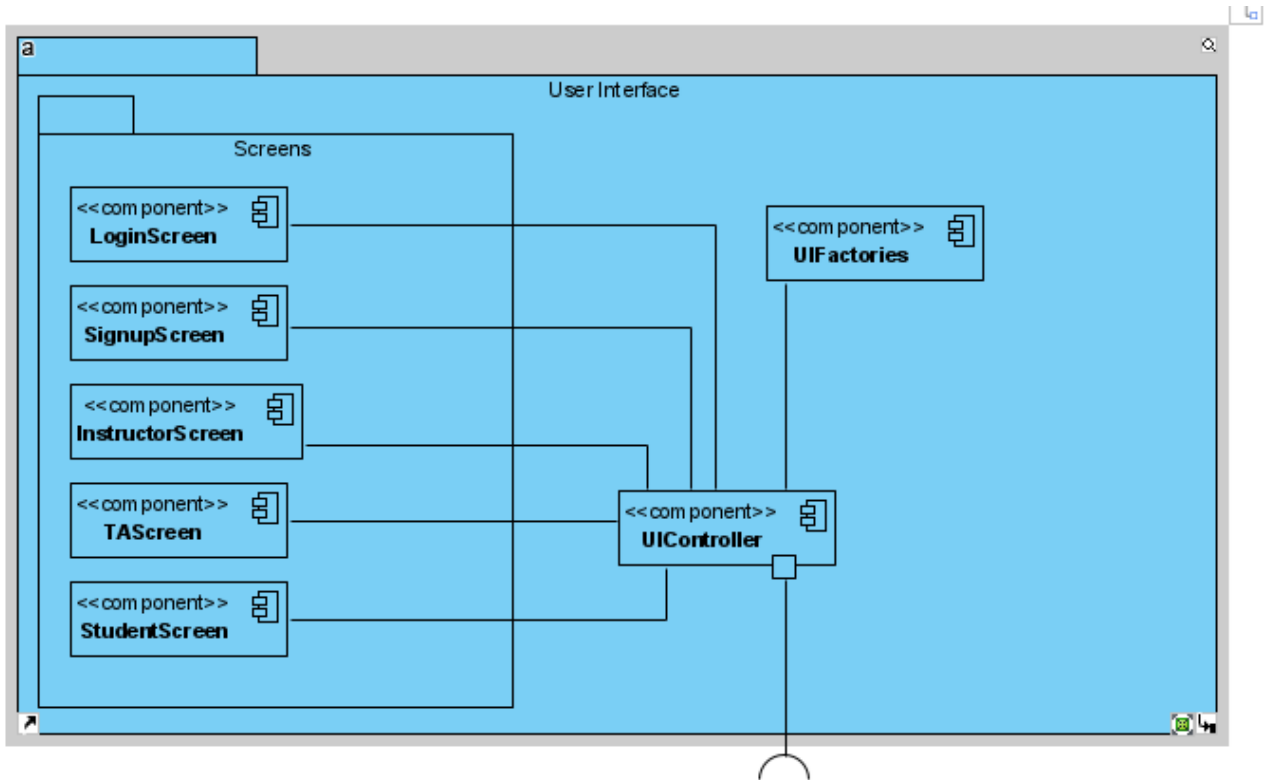 a
User Interface
Screens
<<component>>
LoginScreen
<<component>>
SignupScreen
<<component>>
InstructorScreen
<<component>>
TAScreen
<<component>>
StudentScreen
<<component>>
UIFactories
<<component>>
UIController